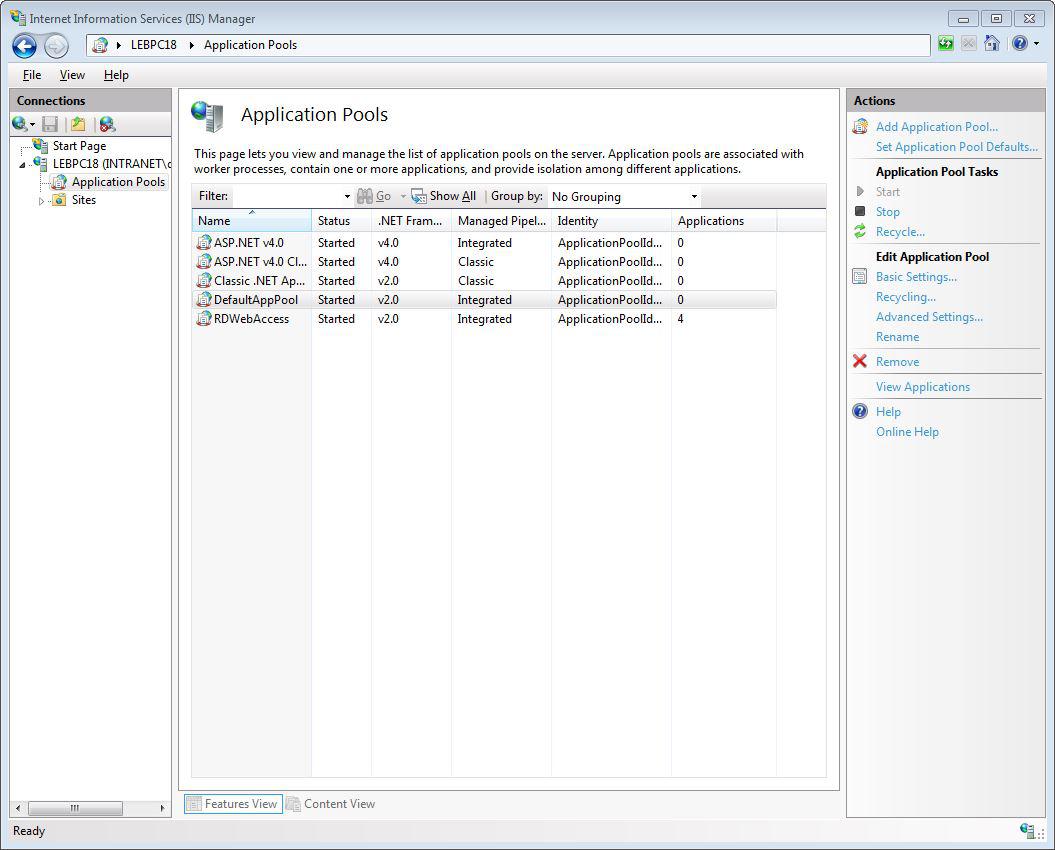 Internet Information Services (IIS) Manager
LEBPC18 Application Pools
File View Help
Connections
Start Page
LEBPC18 (INTRANET\
Application Pools
Sites
Application Pools
This page lets you view and manage the list of application pools on the server. Application pools are associated with
worker processes, contain one or more applications, and provide isolation among different applications.
Filter: Go Show All Group by: No Grouping
Name Status .NET Fram... Managed Pipel... Identity Applications
ASP.NET v4.0 Started v4.0 Integrated ApplicationPoolId... 0
ASP.NET v4.0 Cl... Started v4.0 Classic ApplicationPoolId... 0
Classic .NET Ap... Started v2.0 Classic ApplicationPoolId... 0
DefaultAppPool Started v2.0 Integrated ApplicationPoolId... 0
RDWebAccess Started v2.0 Integrated ApplicationPoolId... 4
Features View Content View
Actions
Add Application Pool...
Set Application Pool Defaults...
Application Pool Tasks
Start
Stop
Recycle...
Edit Application Pool
Basic Settings...
Recycling...
Advanced Settings...
Rename
Remove
View Applications
Help
Online Help
Ready